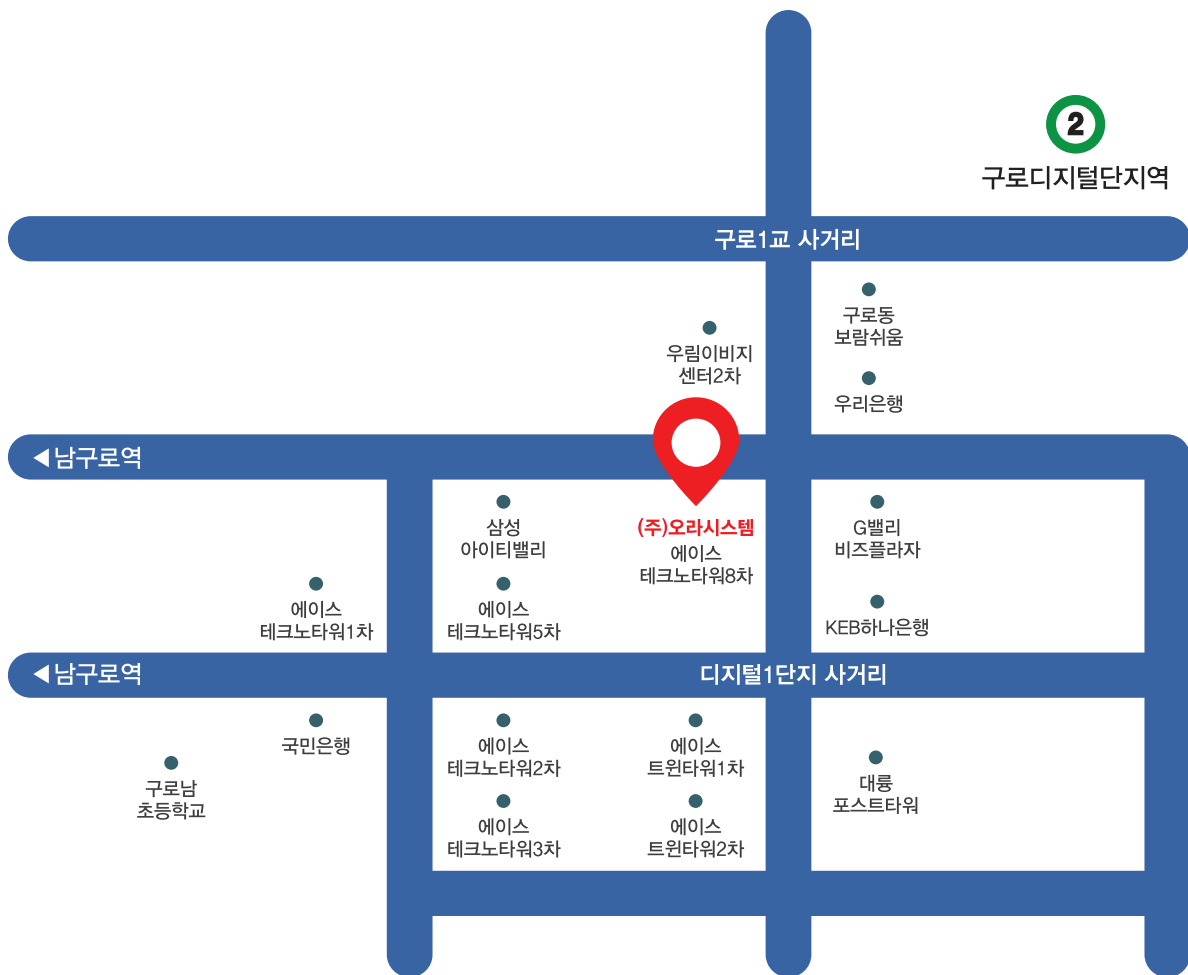 2
구로디지털단지역
구로1교 사거리
구로동
보람쉬움
우림이비지
센터2차
우리은행
◀남구로역
삼성
아이티밸리
(주)오라시스템
에이스
테크노타워8차
G밸리
비즈플라자
에이스
테크노타워1차
에이스
테크노타워5차
KEB하나은행
◀남구로역
디지털1단지 사거리
국민은행
에이스
테크노타워2차
에이스
트윈타워1차
구로남
초등학교
대륭
포스트타워
에이스
테크노타워3차
에이스
트윈타워2차